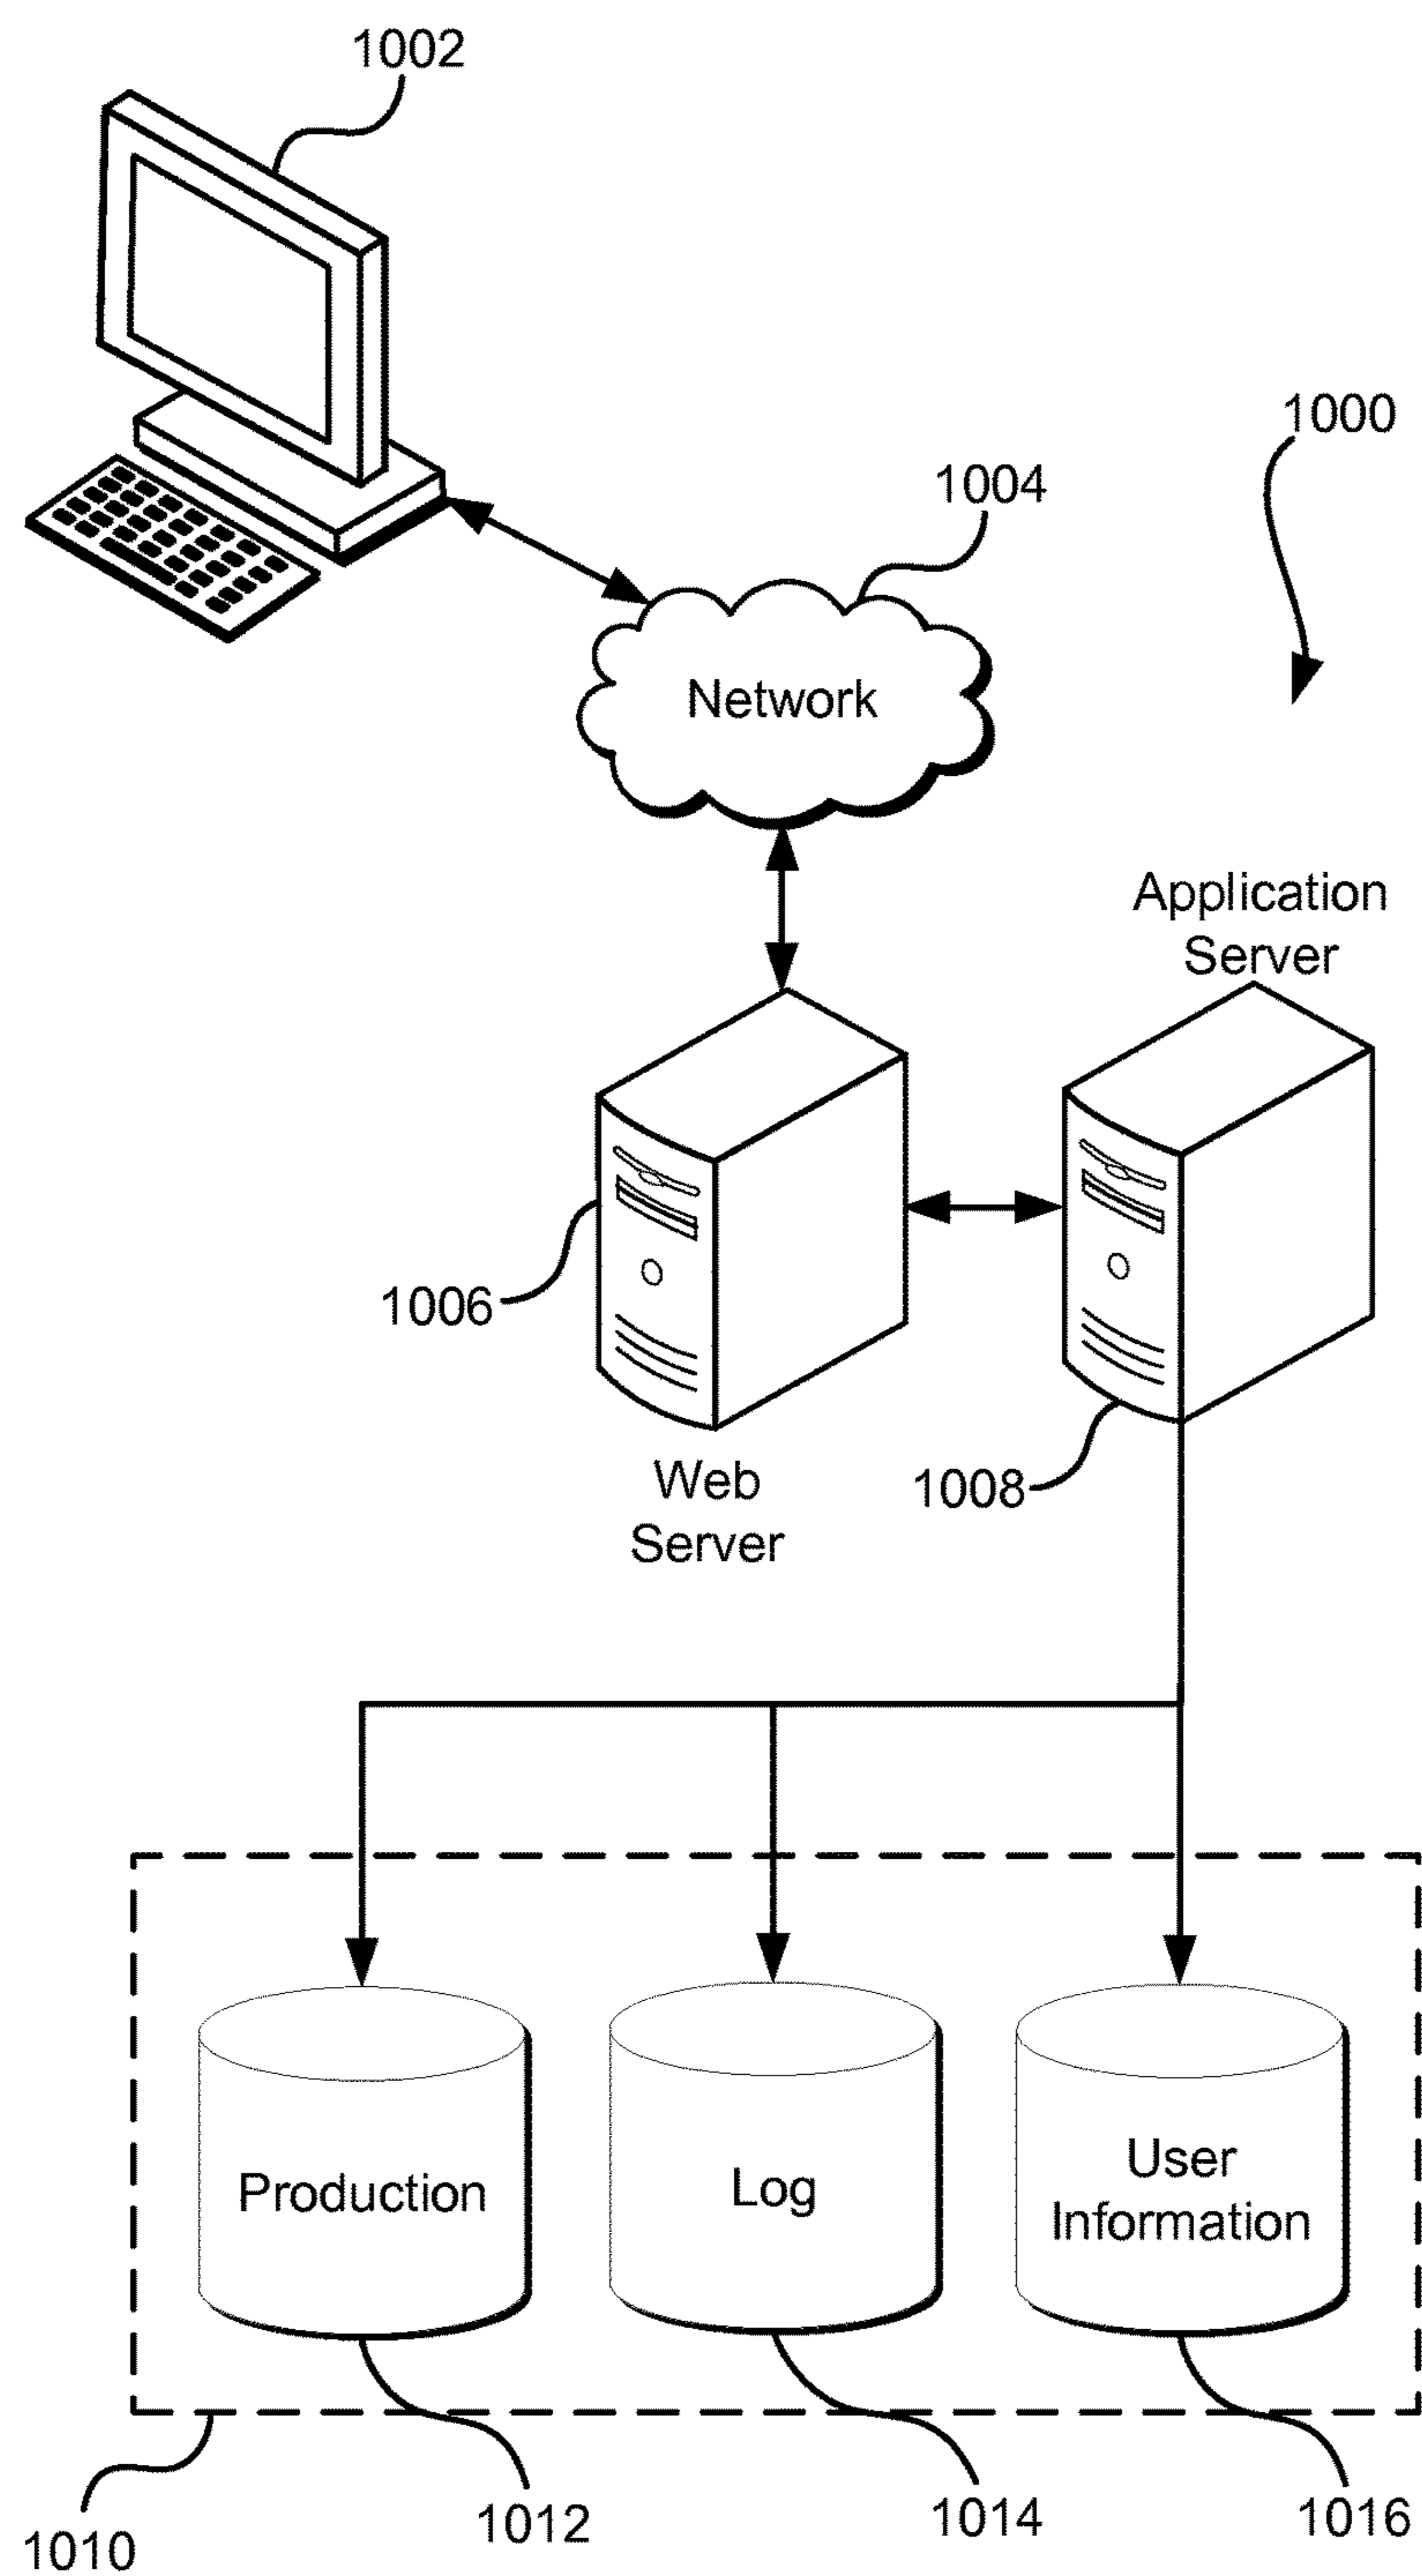 1002
1000
1004
Network
Application
Server
1006
Web
Server
1008
Production
Log
User
Information
1010
1012
1014
1016